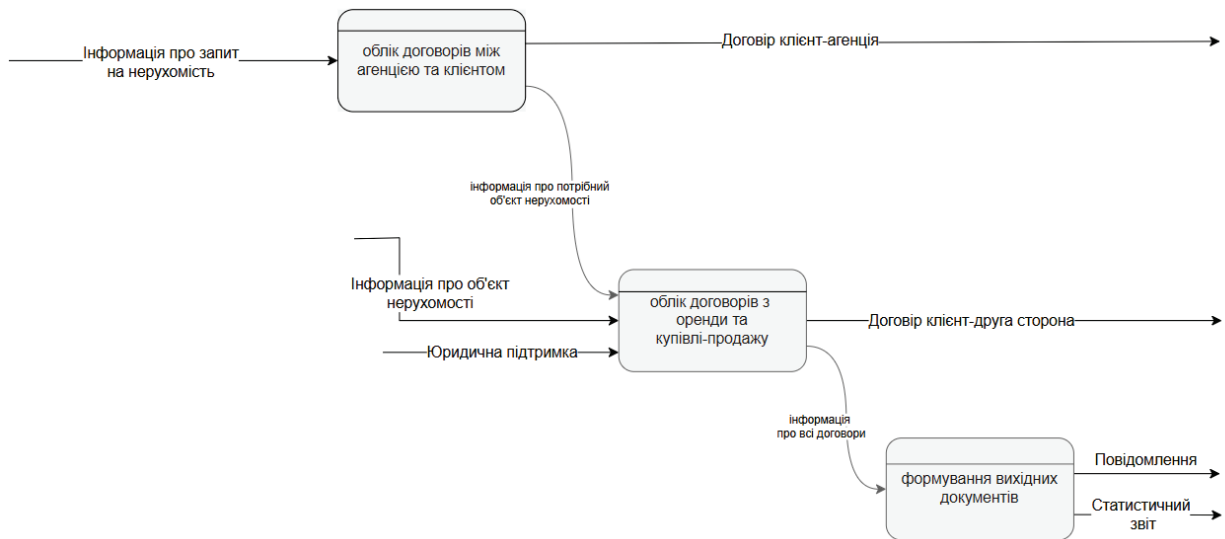 Інформація про запит
на нерухомість
облік договорів між
агенцією та клієнтом
Договір клієнт-агенція
інформація про потрібний
об'єкт нерухомості
Інформація про об'єкт
нерухомості
Юридична підтримка
облік договорів з
оренди та
купівлі-продажу
Договір клієнт-друга сторона
інформація
про всі договори
формування вихідних
документів
Повідомлення
Статистичний
звіт